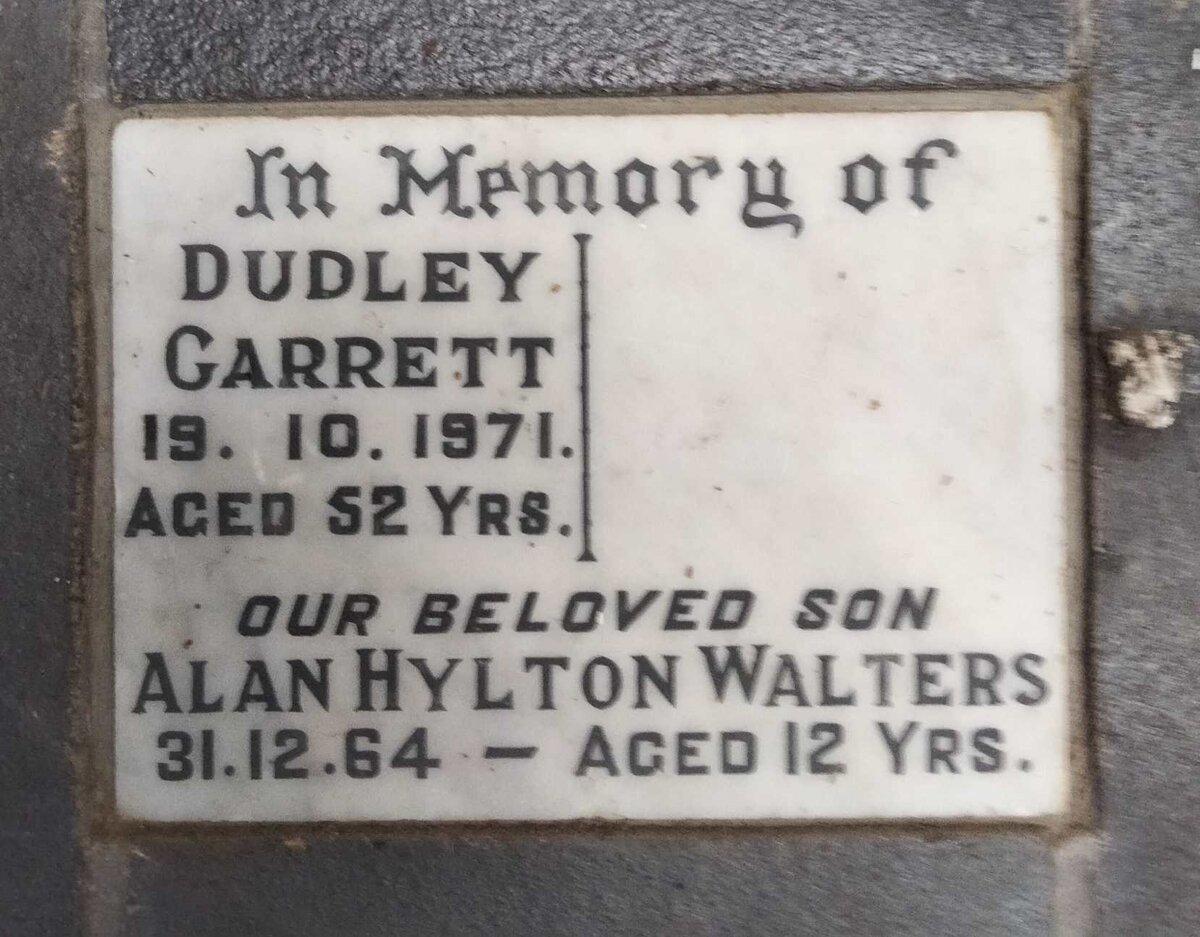 In Memory of
DUDLEY
GARRETT
19. 10. 1971.
AGED 52 YRS.
OUR BELOVED SON
ALAN HYLTON WALTERS
31.12.64 – AGED 12 YRS.